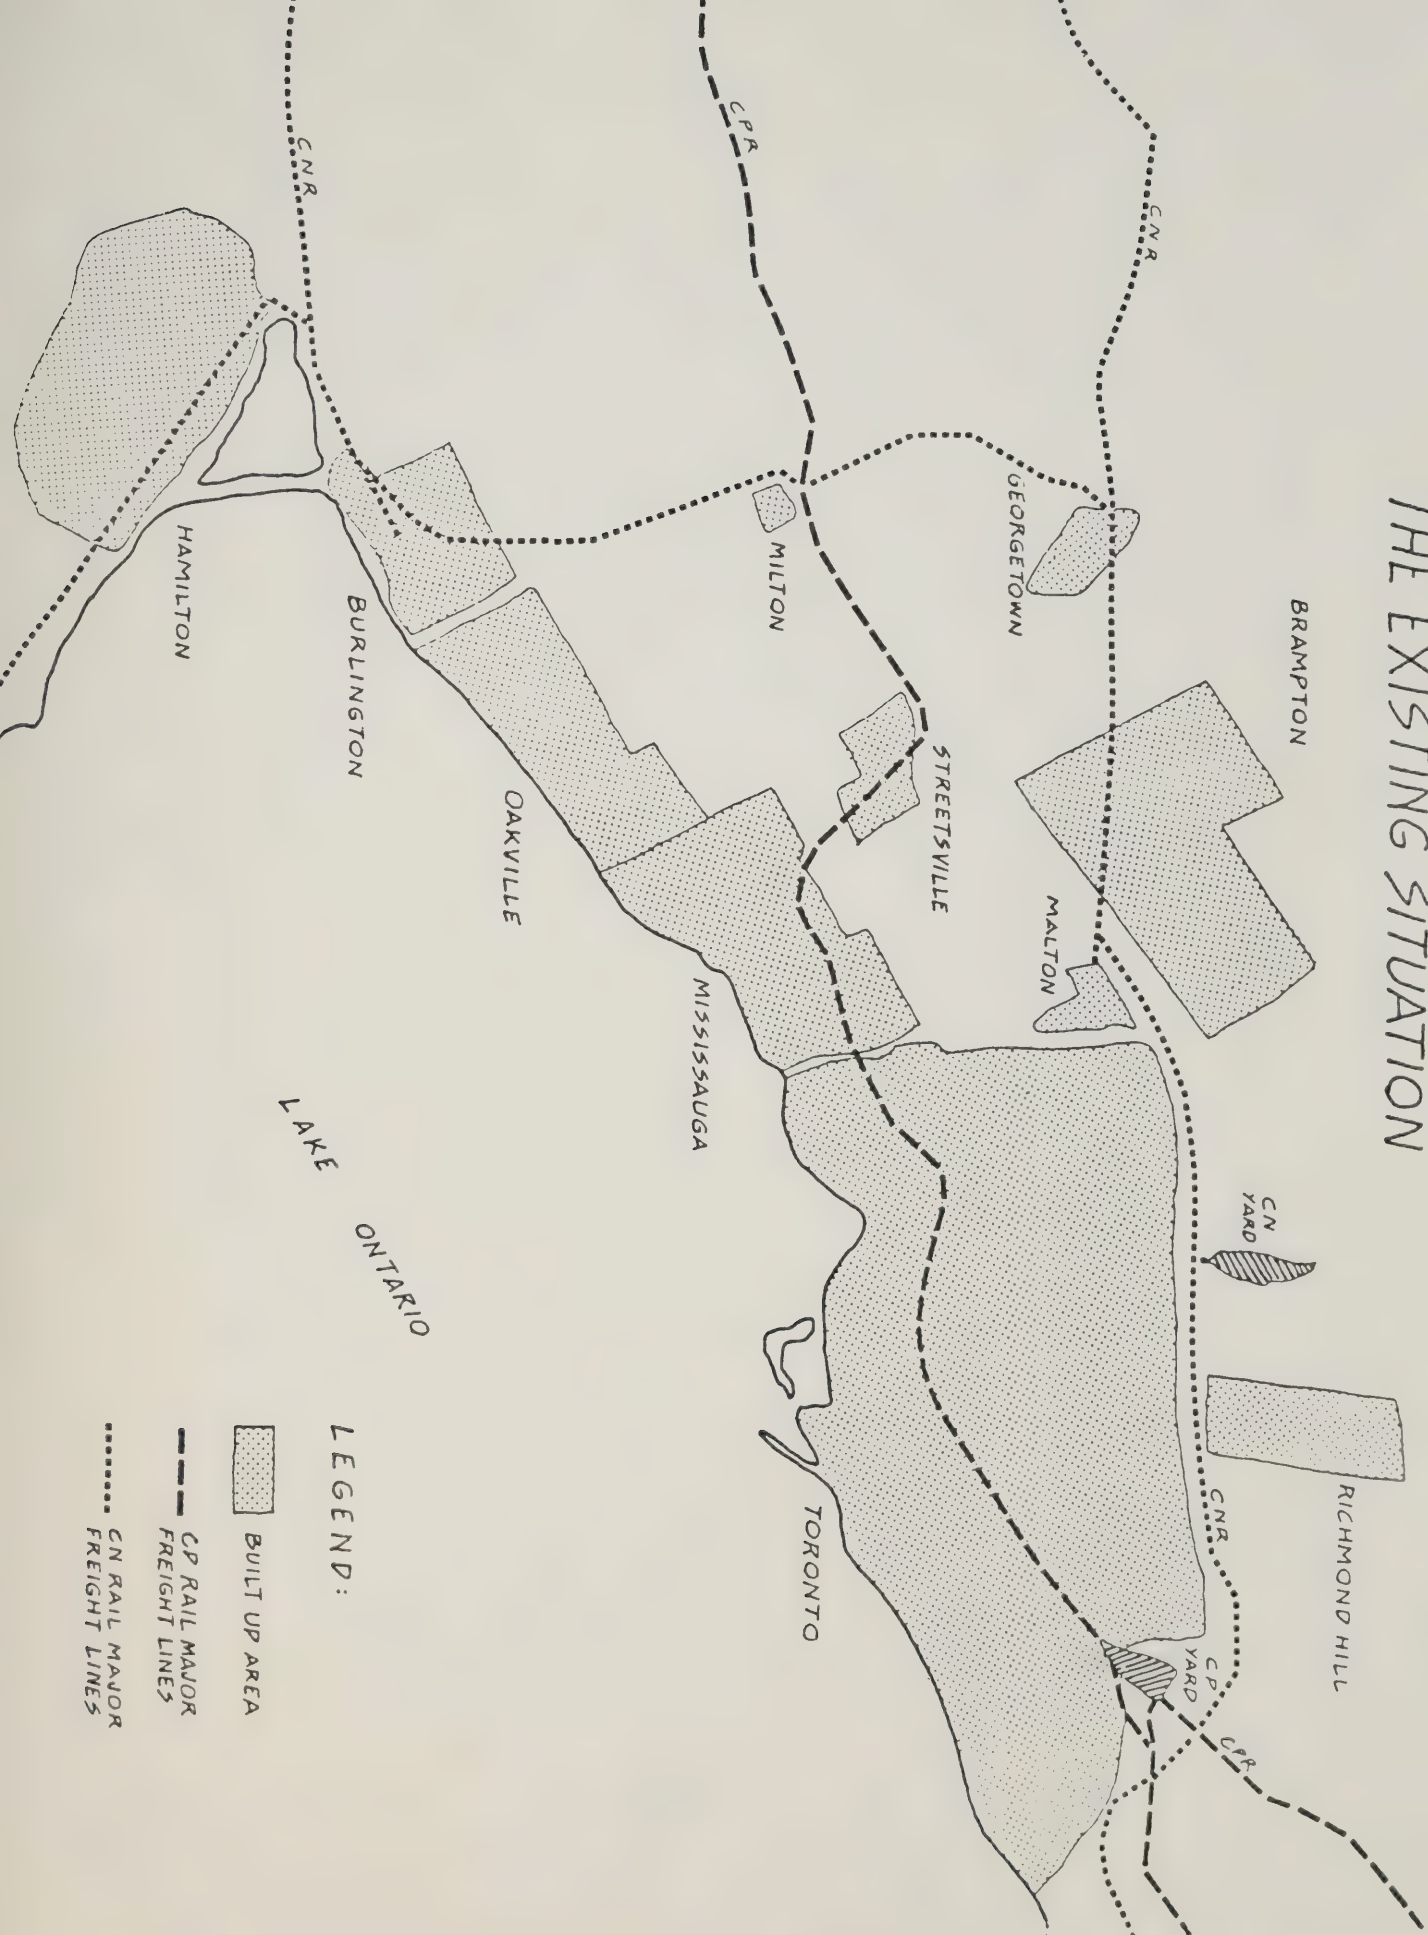 THE EXISTING SITUATION
BRAMPTON
RICHMOND HILL
CN
YARD
CNR
CP
YARD
CPR
CNR
GEORGETOWN
MALTON
STREETSVILLE
CPR
MILTON
TORONTO
MISSISSAUGA
OAKVILLE
BURLINGTON
CNR
HAMILTON
LAKE
ONTARIO
LEGEND:
BUILT UP AREA
CP RAIL MAJOR
FREIGHT LINES
CN RAIL MAJOR
FREIGHT LINES